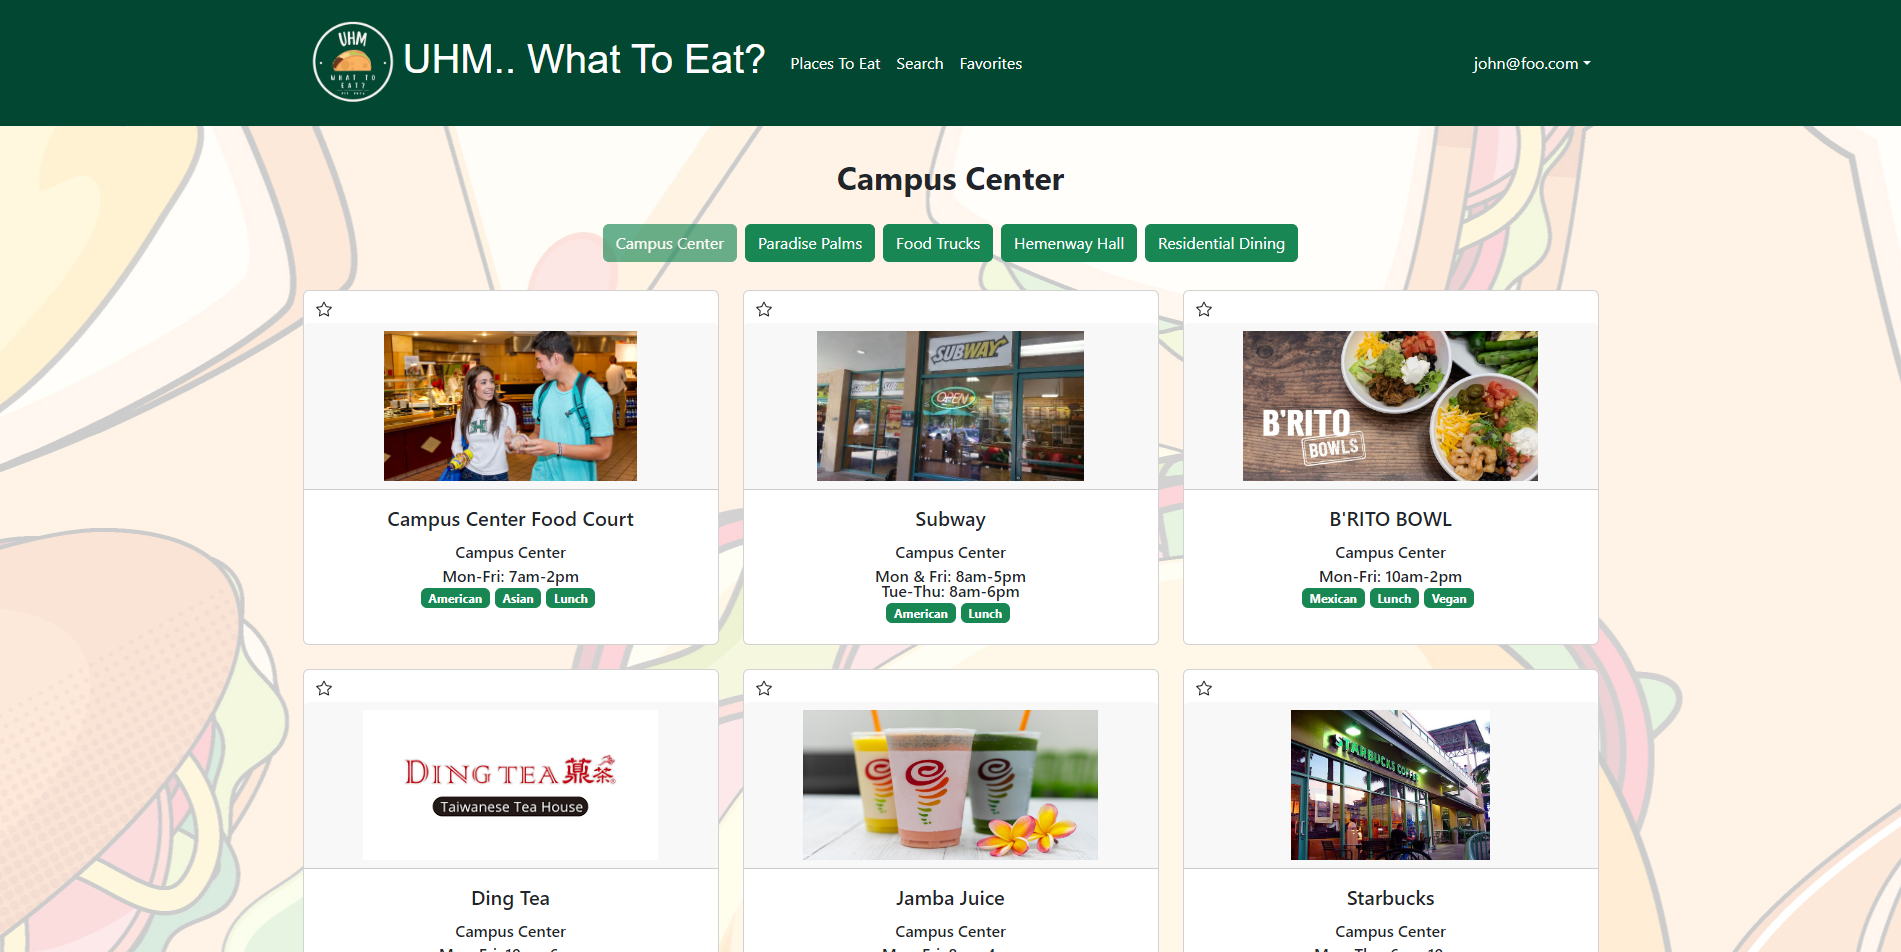 UHM
WHAT TO
EAT?
UHM.. What To Eat?
Places To Eat
Search
Favorites
john@foo.com
Campus Center
Campus Center
Paradise Palms
Food Trucks
Hemenway Hall
Residential Dining
SUBWAY
OPEN
B'RITO
BOWLS
Campus Center Food Court
Campus Center
Mon-Fri: 7am-2pm
American
Asian
Lunch
Subway
Campus Center
Mon & Fri: 8am-5pm
Tue-Thu: 8am-6pm
American
Lunch
B'RITO BOWL
Campus Center
Mon-Fri: 10am-2pm
Mexican
Lunch
Vegan
DING TEA 薡茶
Taiwanese Tea House
STARBUCKS COFFEE
Ding Tea
Campus Center
Jamba Juice
Campus Center
Starbucks
Campus Center